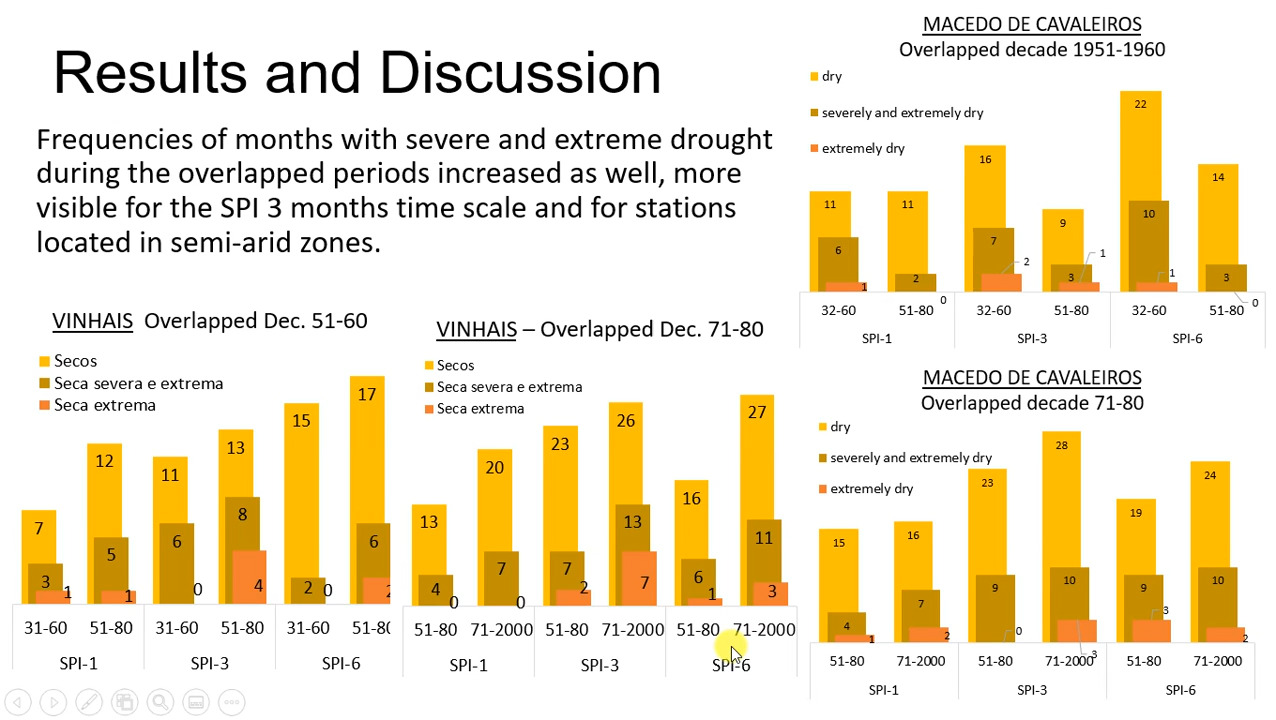 Results and Discussion
Frequencies of months with severe and extreme drought
during the overlapped periods increased as well, more
visible for the SPI 3 months time scale and for stations
located in semi-arid zones.
MACEDO DE CAVALEIROS
Overlapped decade 1951-1960
dry
severely and extremely dry
extremely dry
11 6 1 11 2 0 16 7 2 9 3 1 22 10 1 14 3 0
32-60 51-80 32-60 51-80 32-60 51-80
SPI-1 SPI-3 SPI-6
VINHAIS Overlapped Dec. 51-60
Secos
Seca severa e extrema
Seca extrema
7 3 1 12 5 1 11 6 0 13 8 4 15 2 0 17 6 2
31-60 51-80 31-60 51-80 31-60 51-80
SPI-1 SPI-3 SPI-6
VINHAIS – Overlapped Dec. 71-80
Secos
Seca severa e extrema
Seca extrema
13 4 0 20 7 0 23 7 2 26 13 7 16 6 1 27 11 3
51-80 71-2000 51-80 71-2000 51-80 71-2000
SPI-1 SPI-3 SPI-6
MACEDO DE CAVALEIROS
Overlapped decade 71-80
dry
severely and extremely dry
extremely dry
15 4 1 16 7 2 23 9 0 28 10 3 19 9 3 24 10 2
51-80 71-2000 51-80 71-2000 51-80 71-2000
SPI-1 SPI-3 SPI-6